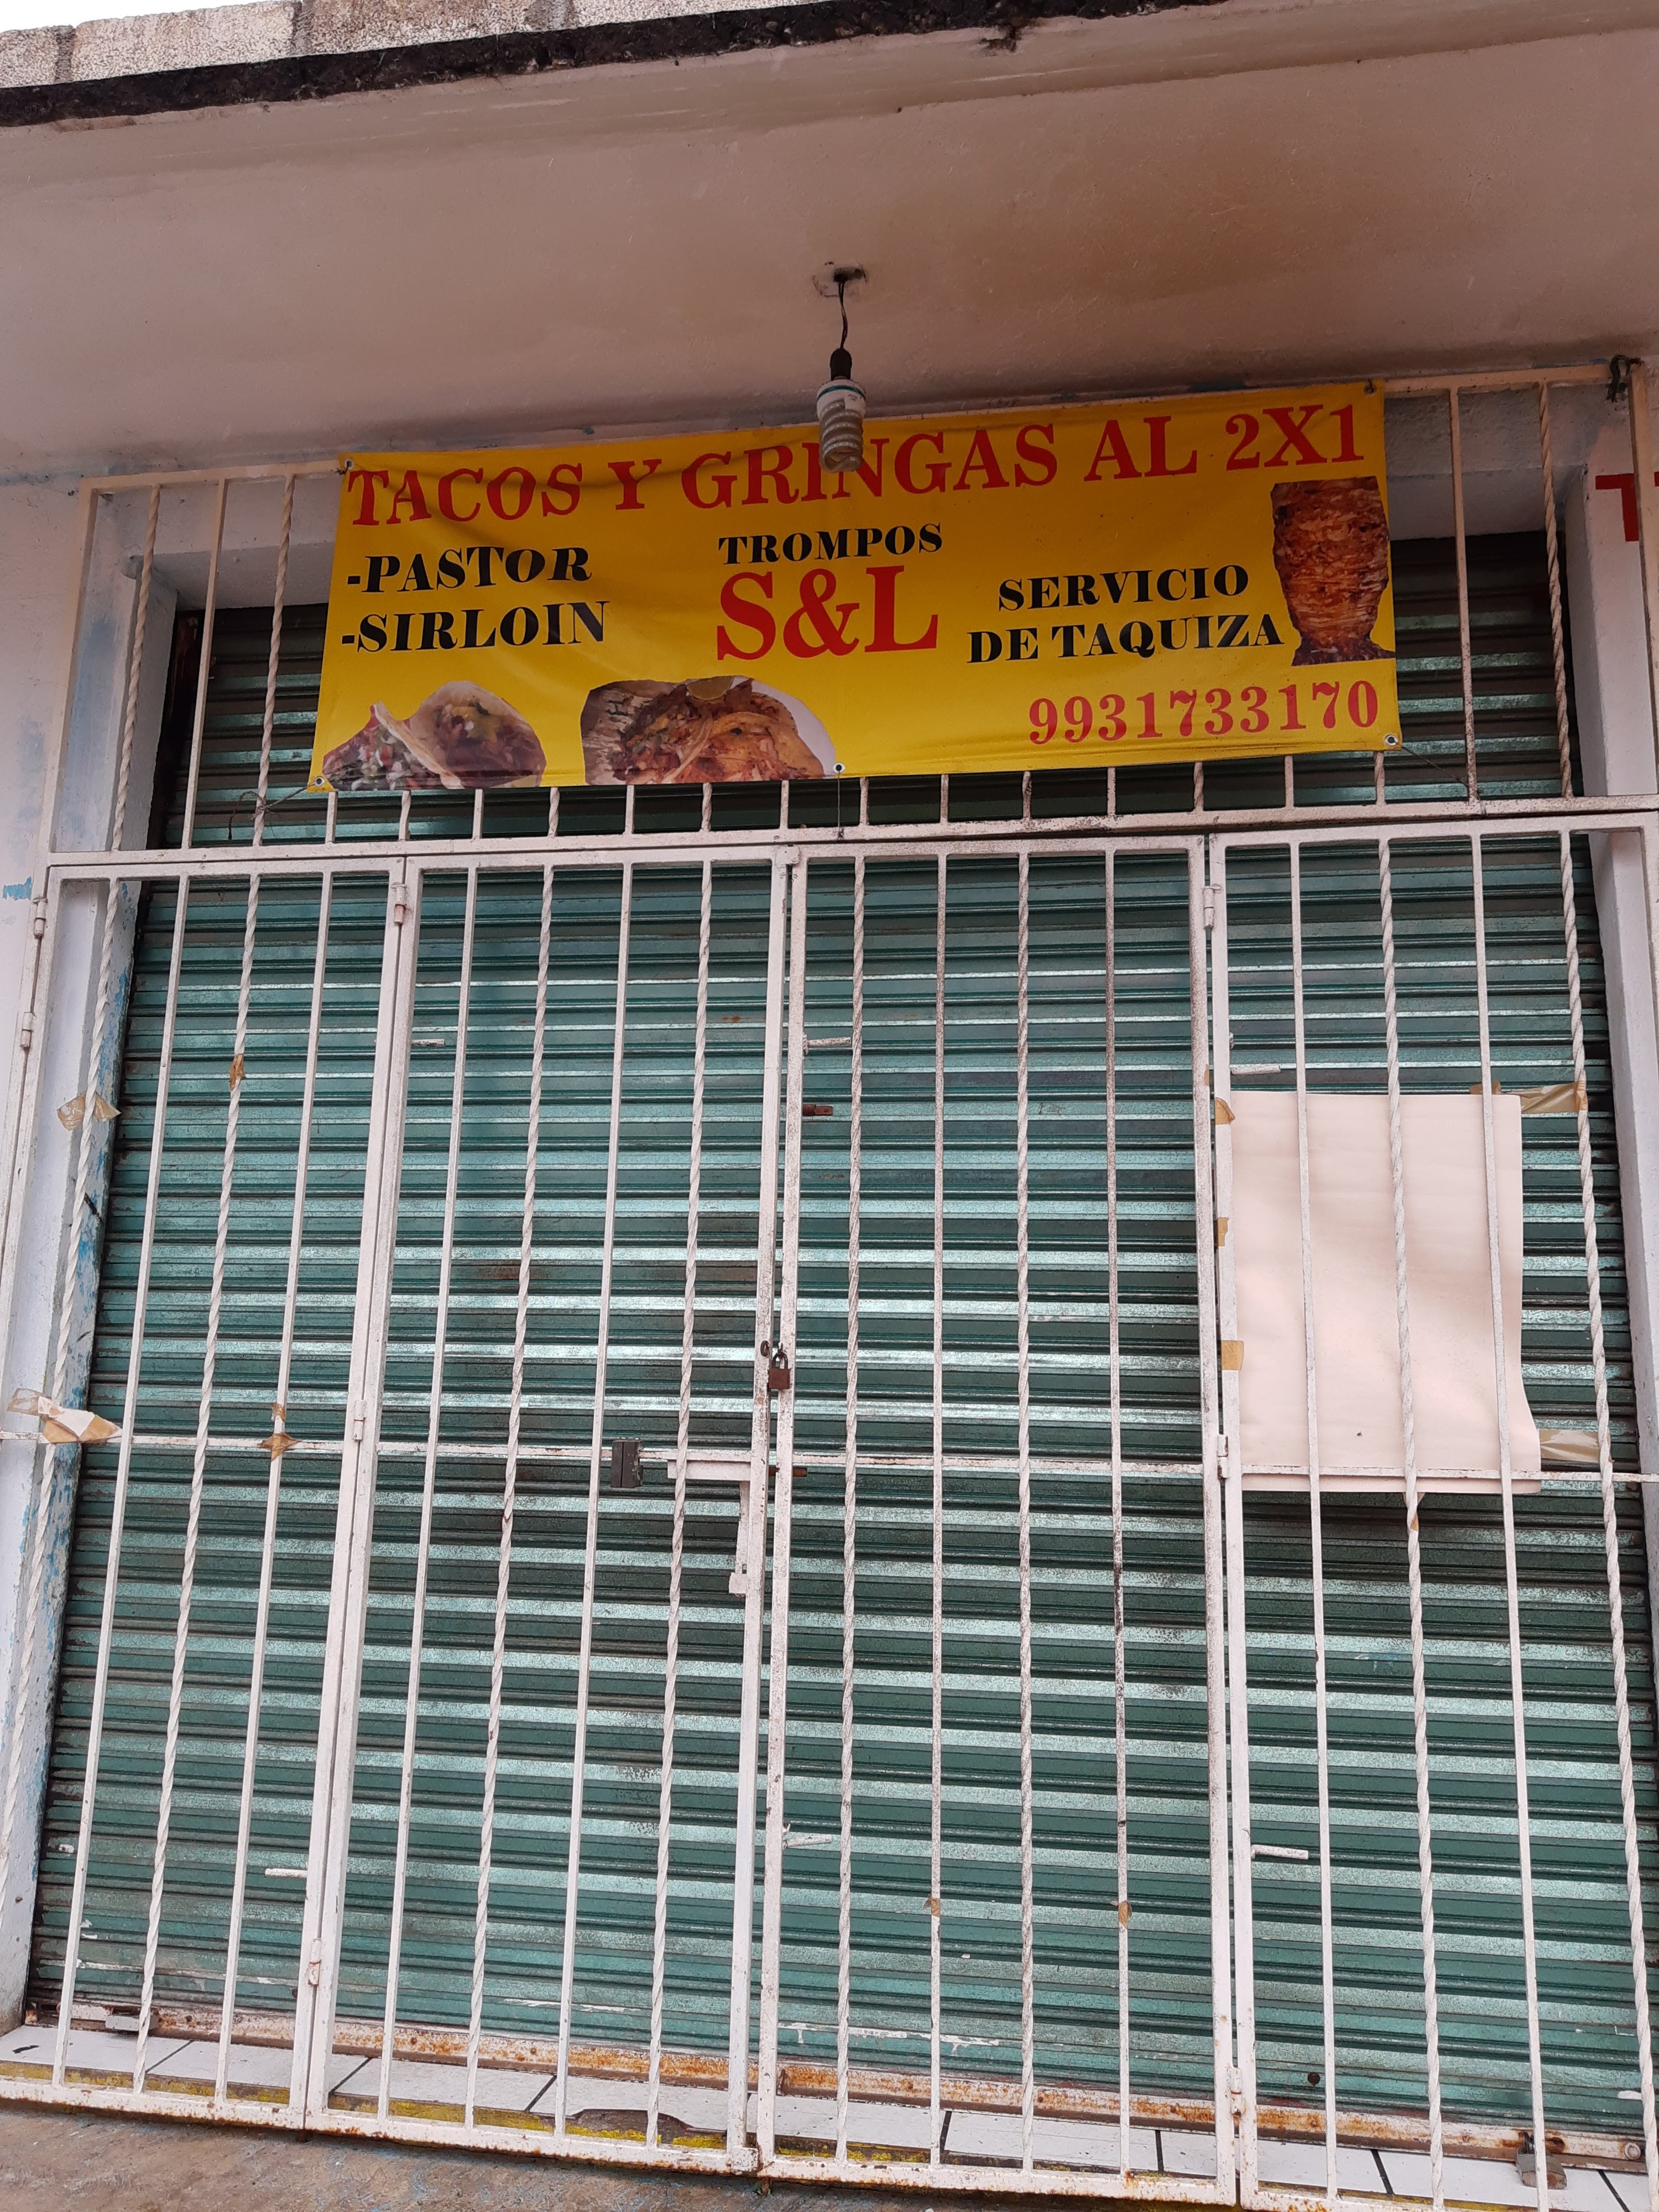 TACOS Y GRINGAS AL 2X1
-PASTOR
-SIRLOIN
TROMPOS
S&L
SERVICIO
DE TAQUIZA
9931733170